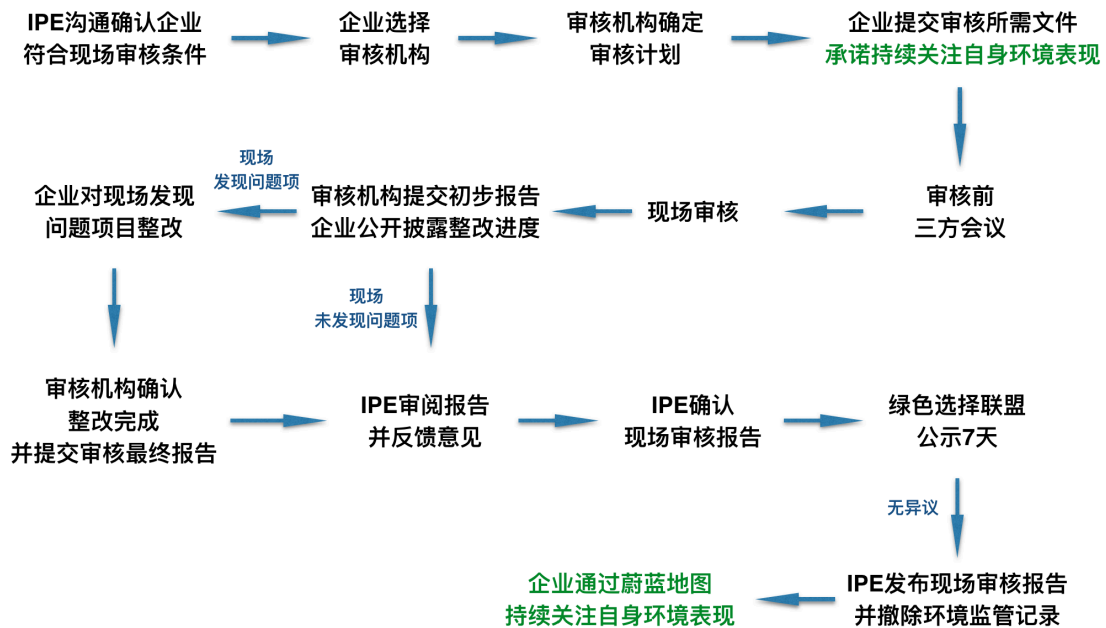 IPE沟通确认企业
符合现场审核条件
企业选择
审核机构
审核机构确定
审核计划
企业提交审核所需文件
承诺持续关注自身环境表现
审核前
三方会议
现场审核
审核机构提交初步报告
企业公开披露整改进度
现场
发现问题项
企业对现场发现
问题项目整改
现场
未发现问题项
审核机构确认
整改完成
并提交审核最终报告
IPE审阅报告
并反馈意见
IPE确认
现场审核报告
绿色选择联盟
公示7天
无异议
IPE发布现场审核报告
并撤除环境监管记录
企业通过蔚蓝地图
持续关注自身环境表现